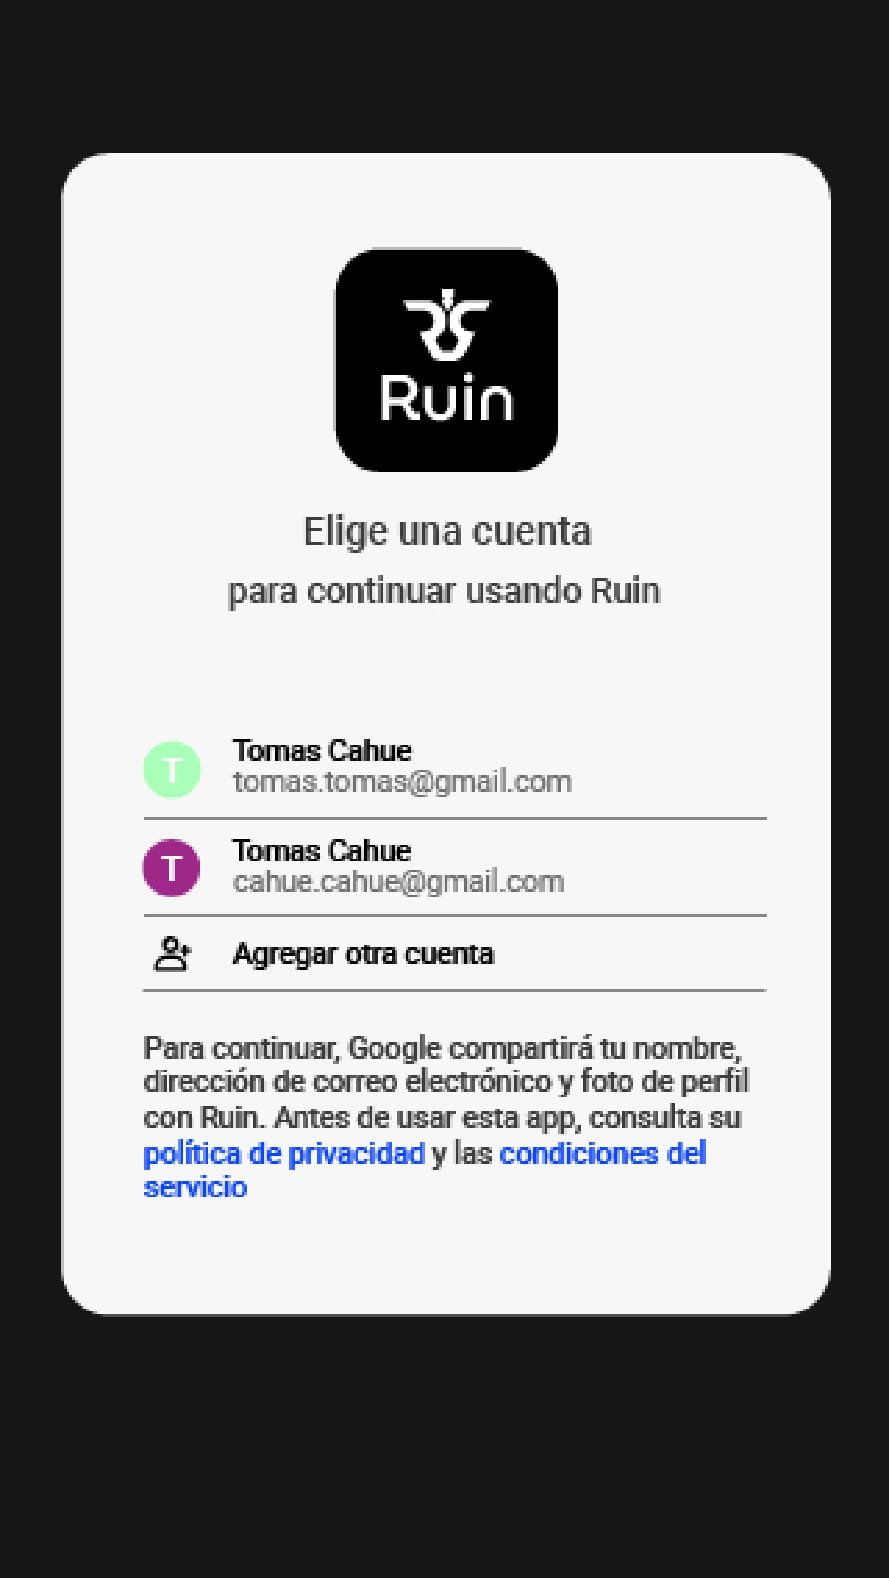 Ruin
Elige una cuenta
para continuar usando Ruin
T
Tomas Cahue
tomas.tomas@gmail.com
T
Tomas Cahue
cahue.cahue@gmail.com
Agregar otra cuenta
Para continuar, Google compartirá tu nombre,
dirección de correo electrónico y foto de perfil
con Ruin. Antes de usar esta app, consulta su
política de privacidad y las condiciones del
servicio